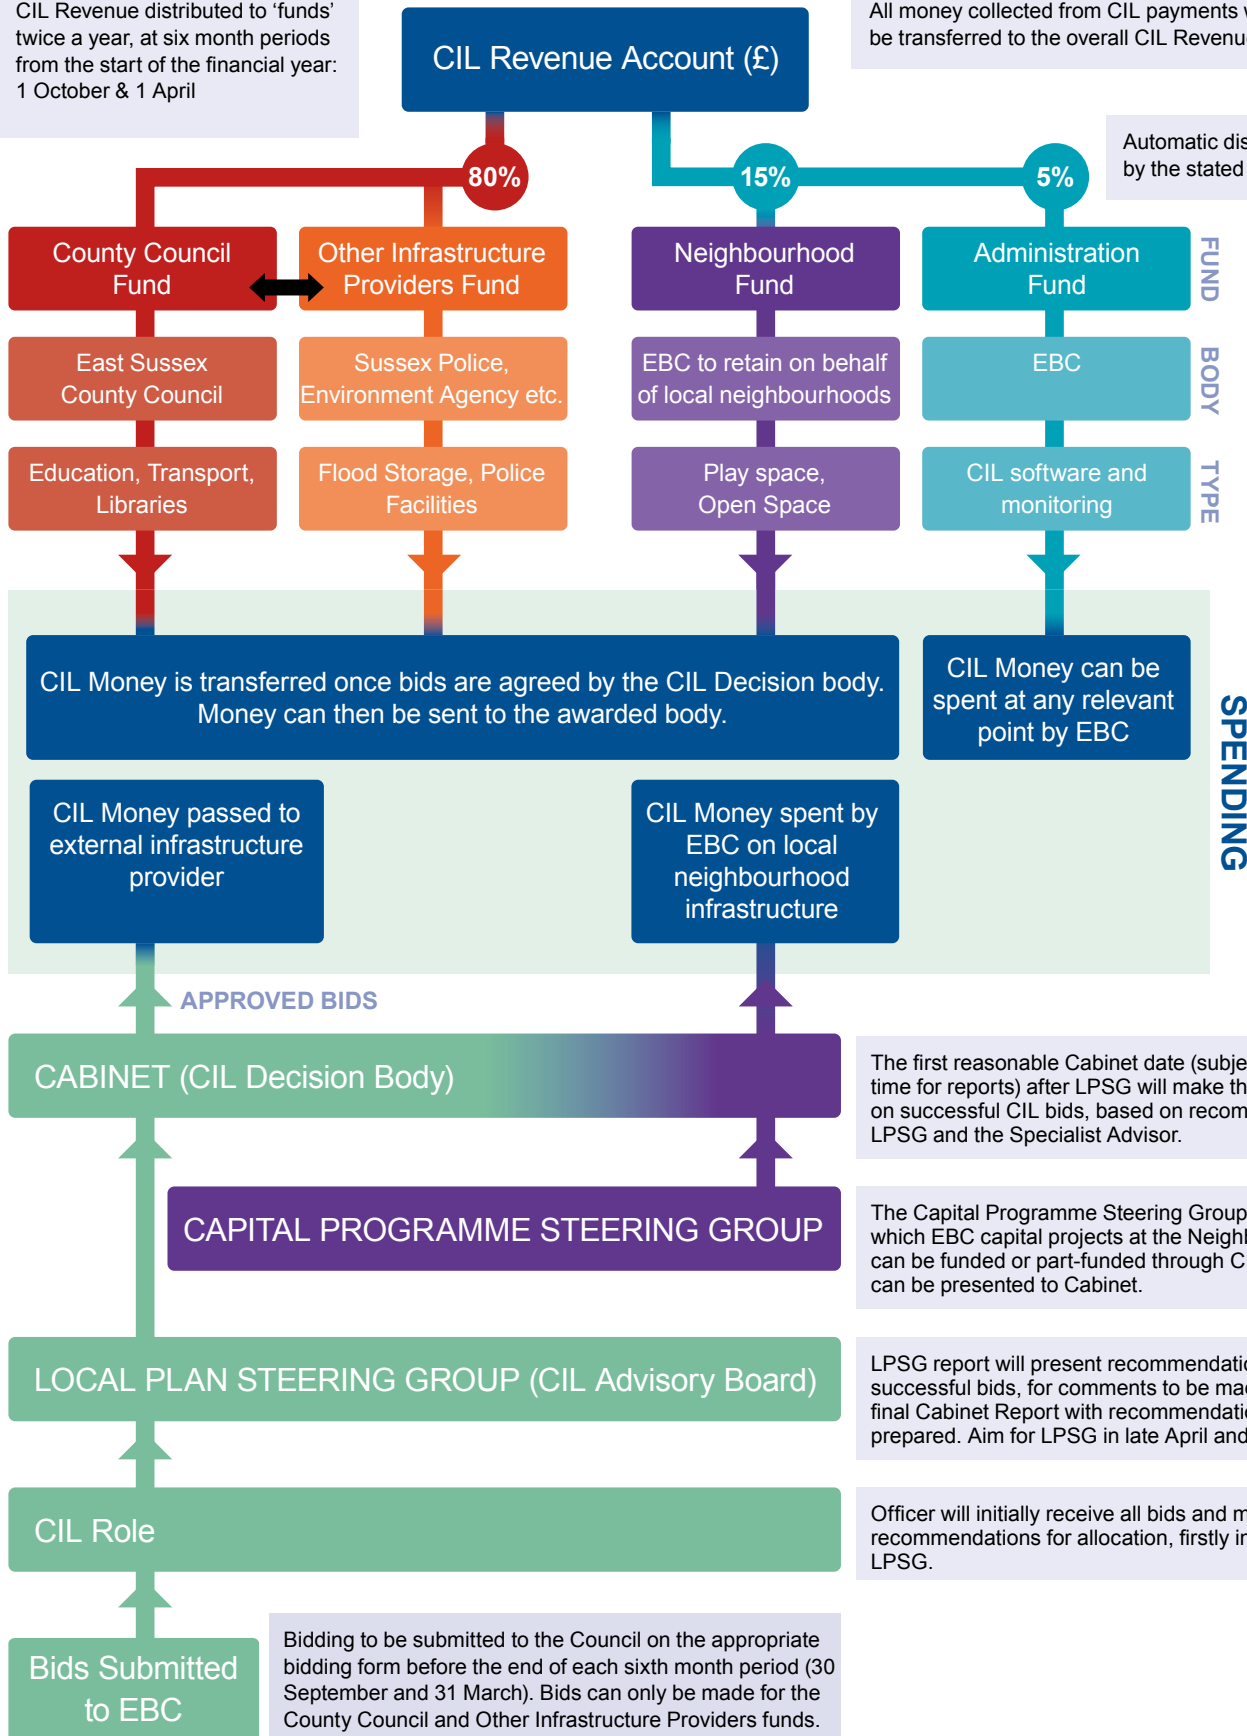 CIL Revenue distributed to ‘funds’
twice a year, at six month periods
from the start of the financial year:
1 October & 1 April
CIL Revenue Account (£)
All money collected from CIL payments
be transferred to the overall CIL
Automatic
by the stated
80%
15%
5%
County Council
Fund
Other Infrastructure
Providers Fund
Neighbourhood
Fund
Administration
Fund
FUND
East Sussex
County Council
Sussex Police,
Environment Agency etc.
EBC to retain on behalf
of local neighbourhoods
EBC
BODY
Education, Transport,
Libraries
Flood Storage, Police
Facilities
Play space,
Open Space
CIL software and
monitoring
TYPE
CIL Money is transferred once bids are agreed by the CIL Decision body.
Money can then be sent to the awarded body.
CIL Money can be
spent at any relevant
point by EBC
SPENDING
CIL Money passed to
external infrastructure
provider
CIL Money spent by
EBC on local
neighbourhood
infrastructure
APPROVED BIDS
CABINET (CIL Decision Body)
The first reasonable Cabinet date
time for reports) after LPSG will make
on successful CIL bids, based on
LPSG and the Specialist Advisor.
CAPITAL PROGRAMME STEERING GROUP
The Capital Programme Steering Group
which EBC capital projects at the
can be funded or part-funded through
can be presented to Cabinet.
LOCAL PLAN STEERING GROUP (CIL Advisory Board)
LPSG report will present
successful bids, for comments to be
final Cabinet Report with
prepared. Aim for LPSG in late April and
CIL Role
Officer will initially receive all bids and
recommendations for allocation, firstly
LPSG.
Bids Submitted
to EBC
Bidding to be submitted to the Council on the appropriate
bidding form before the end of each sixth month period (30
September and 31 March). Bids can only be made for the
County Council and Other Infrastructure Providers funds.